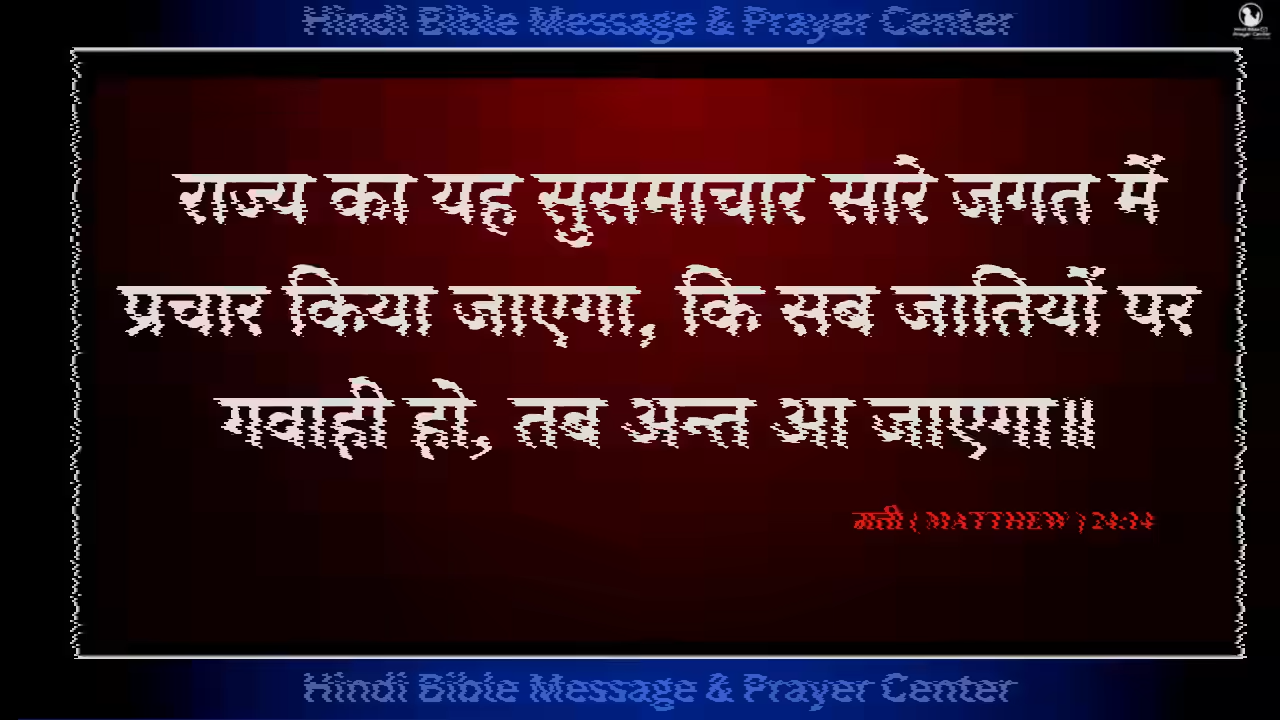 Hindi Bible Message & Prayer Center
राज्य का यह सुसमाचार सारे जगत में
प्रचार किया जाएगा, कि सब जातियों पर
गवाही हो, तब अन्त आ जाएगा॥
मत्ती ( MATTHEW ) 24:14
Hindi Bible Message & Prayer Center